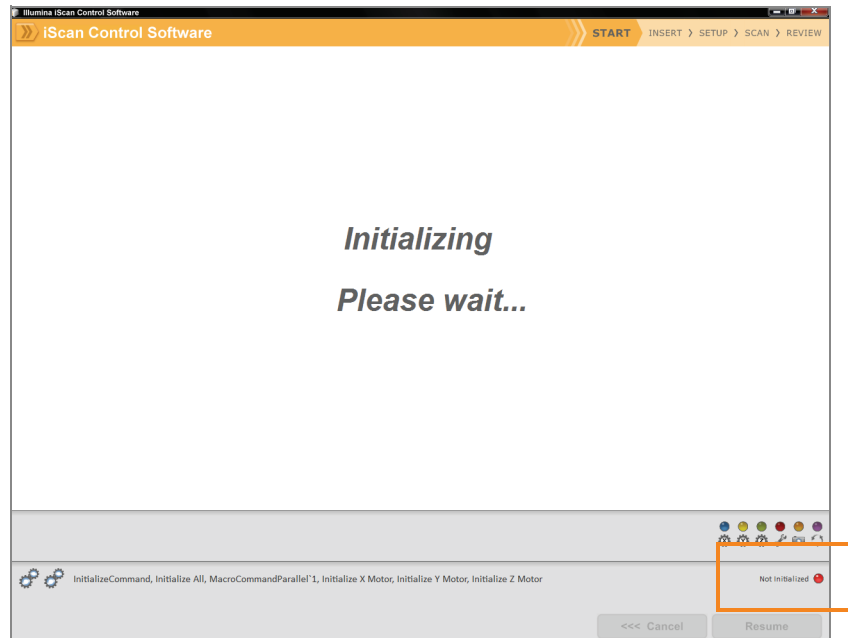 Illumina iScan Control Software
iScan Control Software
START INSERT ❯ SETUP ❯ SCAN ❯ REVIEW
Initializing
Please wait...
X Y Z
InitializeCommand, Initialize All, MacroCommandParallel`1, Initialize X Motor, Initialize Y Motor, Initialize Z Motor
Not Initialized
<<< Cancel Resume